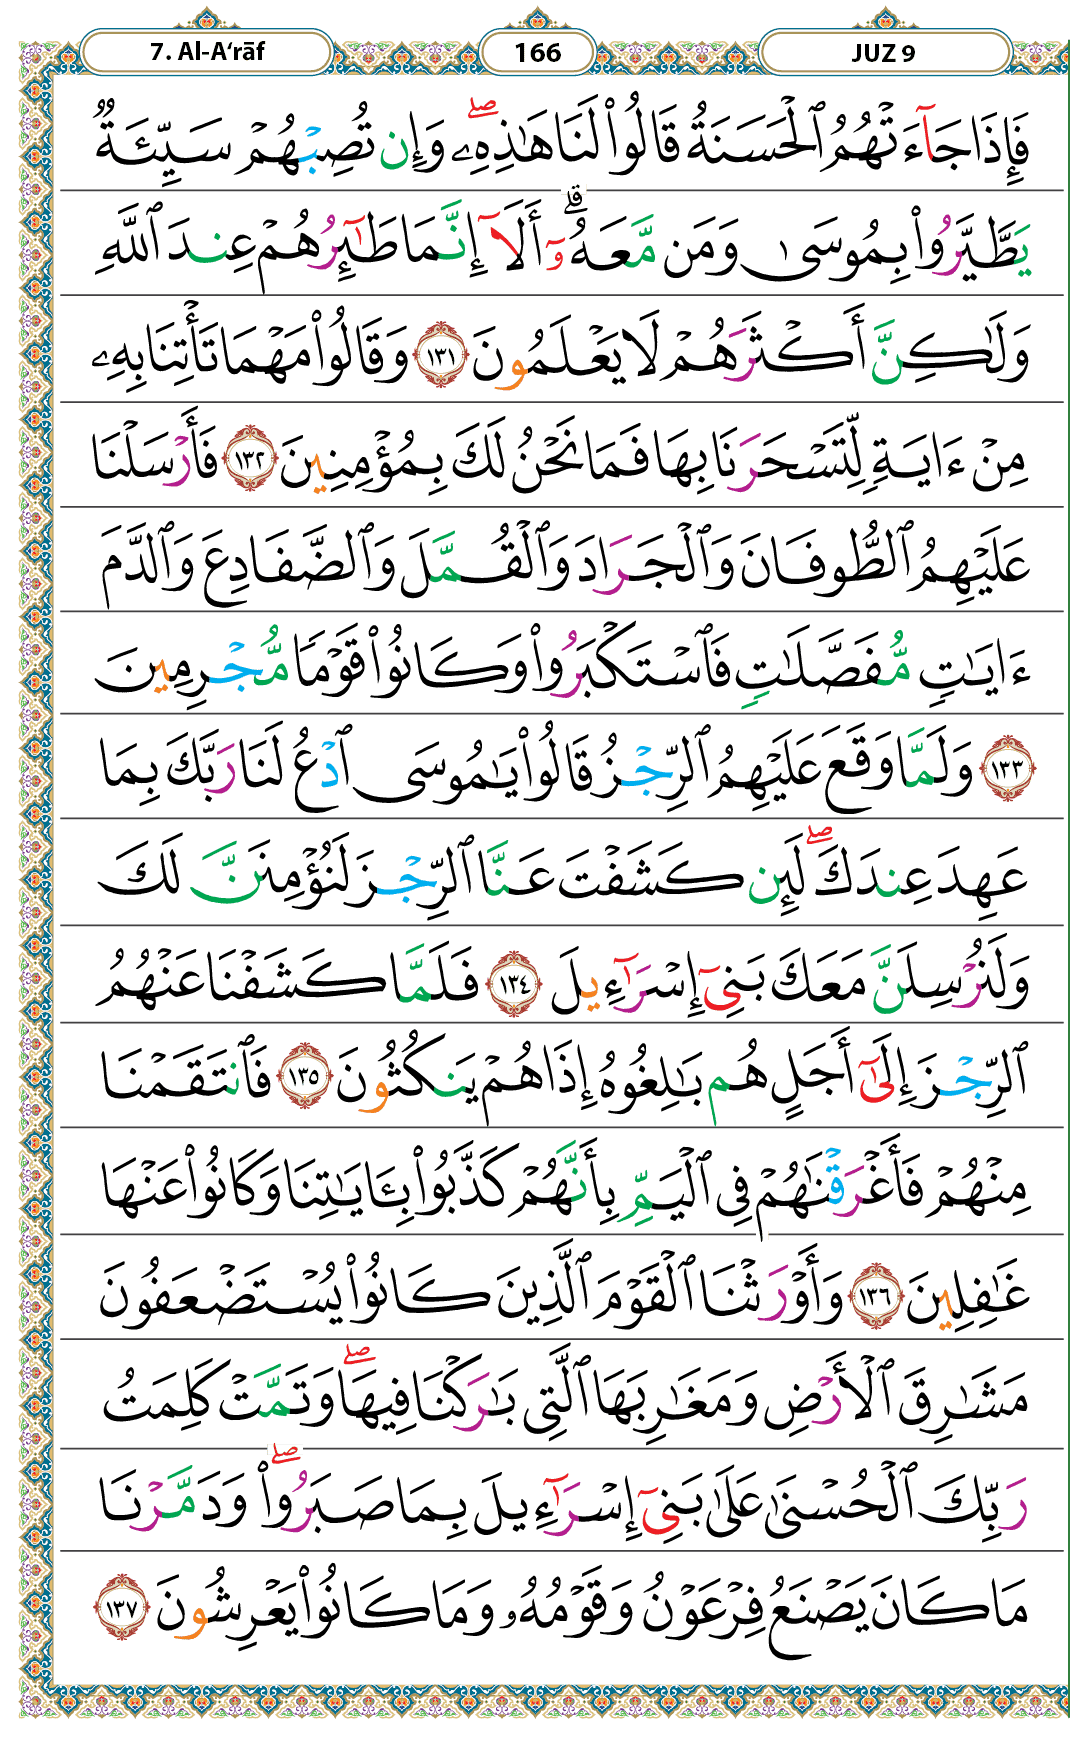 7. Al-A‘rāf
166
JUZ 9
فَإِذَا جَآءَتْهُمُ ٱلْحَسَنَةُ قَالُوا۟ لَنَا هَـٰذِهِۦ ۖ وَإِن تُصِبْهُمْ سَيِّئَةٌ
يَطَّيَّرُوا۟ بِمُوسَىٰ وَمَن مَّعَهُۥٓ ۗ أَلَآ إِنَّمَا طَـٰٓئِرُهُمْ عِندَ ٱللَّهِ
وَلَـٰكِنَّ أَكْثَرَهُمْ لَا يَعْلَمُونَ ١٣١ وَقَالُوا۟ مَهْمَا تَأْتِنَا بِهِۦ
مِنْ ءَايَةٍ لِّتَسْحَرَنَا بِهَا فَمَا نَحْنُ لَكَ بِمُؤْمِنِينَ ١٣٢ فَأَرْسَلْنَا
عَلَيْهِمُ ٱلطُّوفَانَ وَٱلْجَرَادَ وَٱلْقُمَّلَ وَٱلضَّفَادِعَ وَٱلدَّمَ
ءَايَـٰتٍ مُّفَصَّلَـٰتٍ فَٱسْتَكْبَرُوا۟ وَكَانُوا۟ قَوْمًا مُّجْرِمِينَ
١٣٣ وَلَمَّا وَقَعَ عَلَيْهِمُ ٱلرِّجْزُ قَالُوا۟ يَـٰمُوسَى ٱدْعُ لَنَا رَبَّكَ بِمَا
عَهِدَ عِندَكَ ۖ لَئِن كَشَفْتَ عَنَّا ٱلرِّجْزَ لَنُؤْمِنَنَّ لَكَ
وَلَنُرْسِلَنَّ مَعَكَ بَنِىٓ إِسْرَٰٓءِيلَ ١٣٤ فَلَمَّا كَشَفْنَا عَنْهُمُ
ٱلرِّجْزَ إِلَىٰٓ أَجَلٍ هُم بَـٰلِغُوهُ إِذَا هُمْ يَنكُثُونَ ١٣٥ فَٱنتَقَمْنَا
مِنْهُمْ فَأَغْرَقْنَـٰهُمْ فِى ٱلْيَمِّ بِأَنَّهُمْ كَذَّبُوا۟ بِـَٔايَـٰتِنَا وَكَانُوا۟ عَنْهَا
غَـٰفِلِينَ ١٣٦ وَأَوْرَثْنَا ٱلْقَوْمَ ٱلَّذِينَ كَانُوا۟ يُسْتَضْعَفُونَ
مَشَـٰرِقَ ٱلْأَرْضِ وَمَغَـٰرِبَهَا ٱلَّتِى بَـٰرَكْنَا فِيهَا ۖ وَتَمَّتْ كَلِمَتُ
رَبِّكَ ٱلْحُسْنَىٰ عَلَىٰ بَنِىٓ إِسْرَٰٓءِيلَ بِمَا صَبَرُوا۟ ۖ وَدَمَّرْنَا
مَا كَانَ يَصْنَعُ فِرْعَوْنُ وَقَوْمُهُۥ وَمَا كَانُوا۟ يَعْرِشُونَ ١٣٧